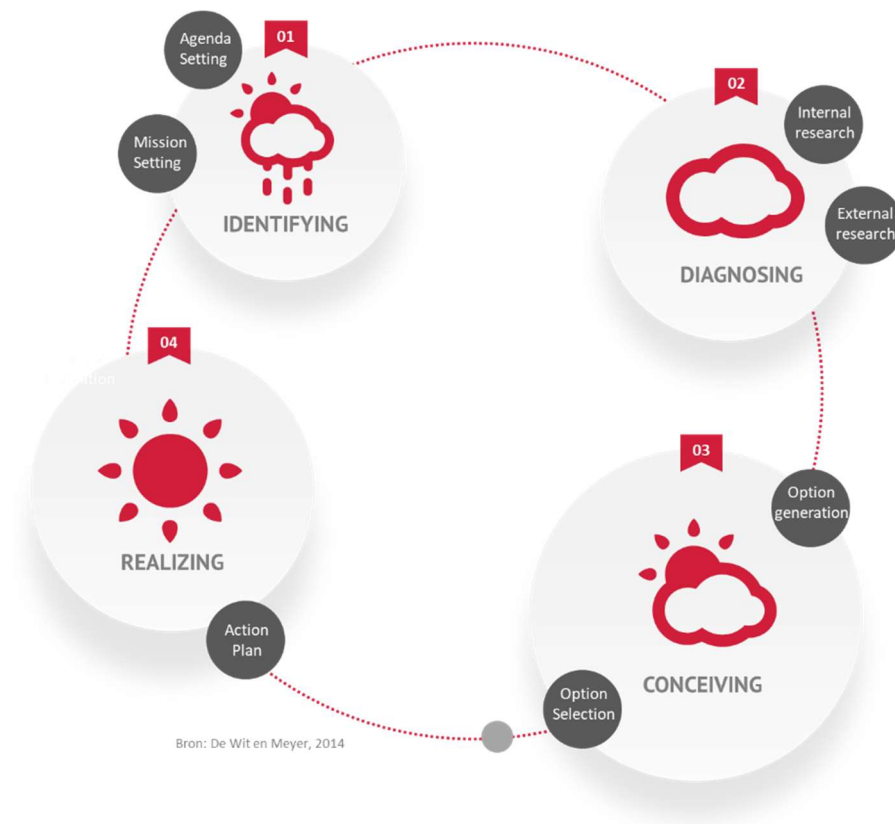 01
Agenda
Setting
Mission
Setting
IDENTIFYING
02
Internal
research
External
research
DIAGNOSING
03
Option
generation
Option
Selection
CONCEIVING
04
REALIZING
Action
Plan
Bron: De Wit en Meyer, 2014